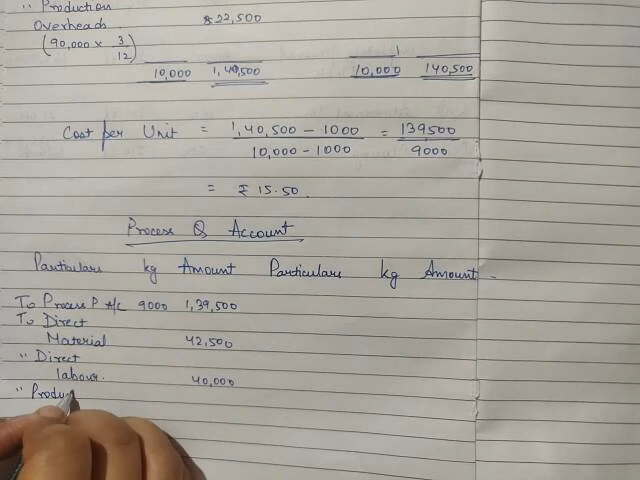 " Production
Overheads 22,500
(90,000 × 3/12)
10,000 1,40,500 10,000 140,500
Cost per Unit = 1,40,500 - 1000 / 10,000 - 1000 = 139500 / 9000
= ₹ 15.50.
Process Q Account
Particulars kg Amount Particulars kg Amount
To Process P A/c 9000 1,39,500
To Direct
Material 42,500
" Direct
labour. 40,000
" Produ